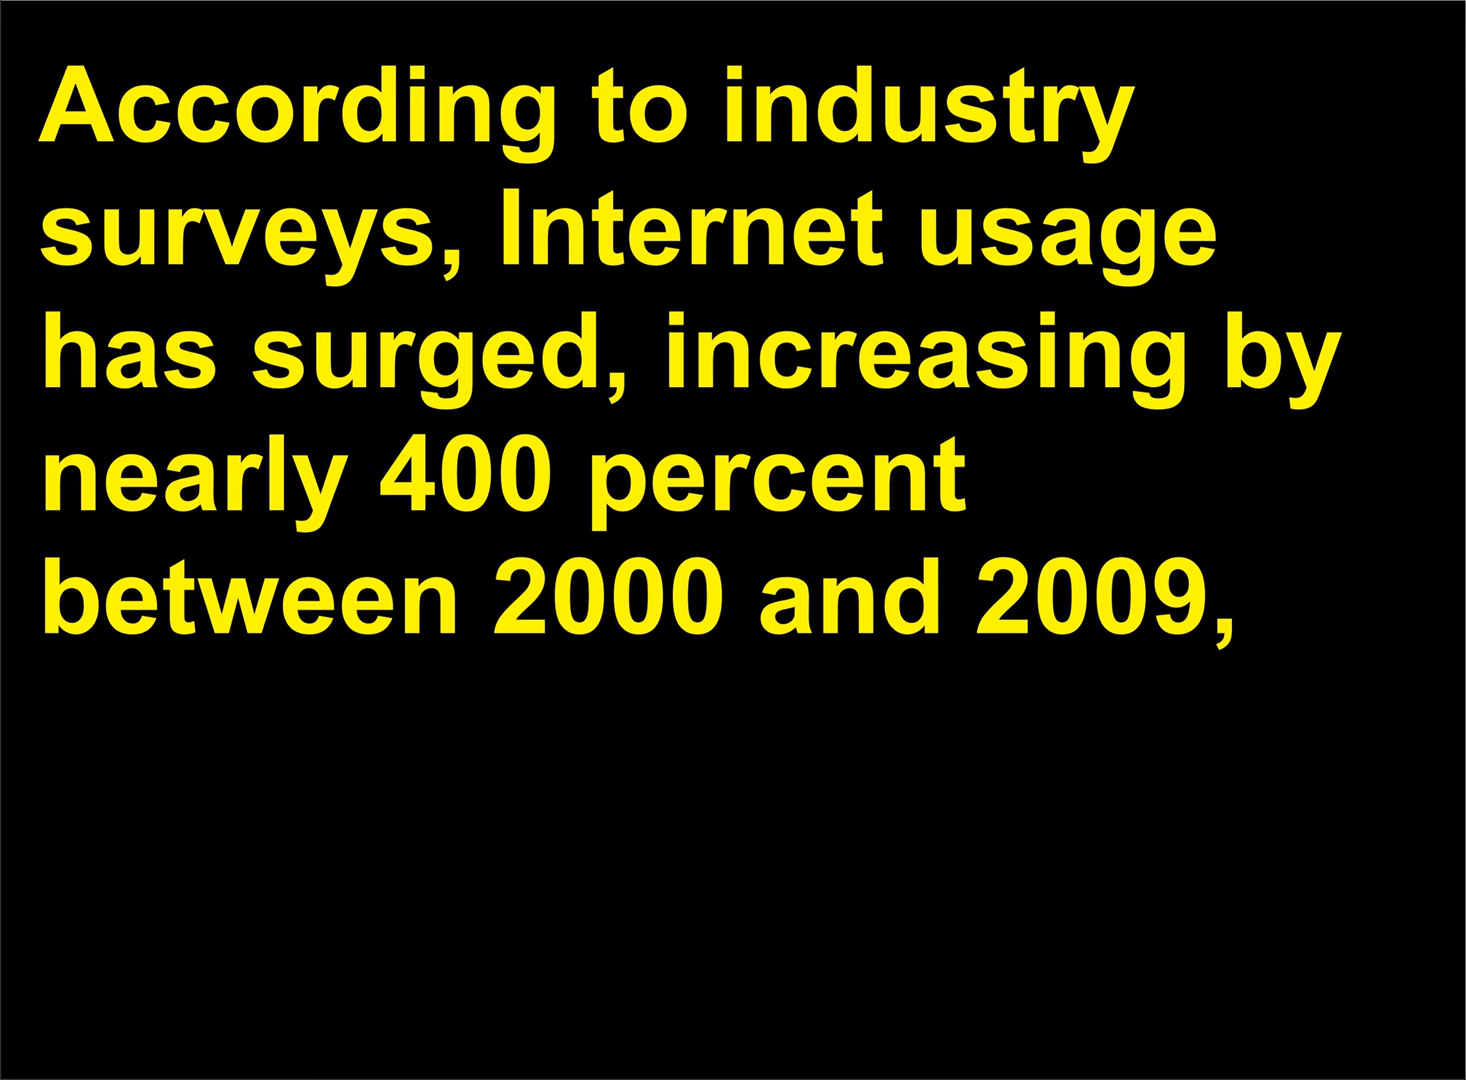 According to industry
surveys, Internet usage
has surged, increasing by
nearly 400 percent
between 2000 and 2009,